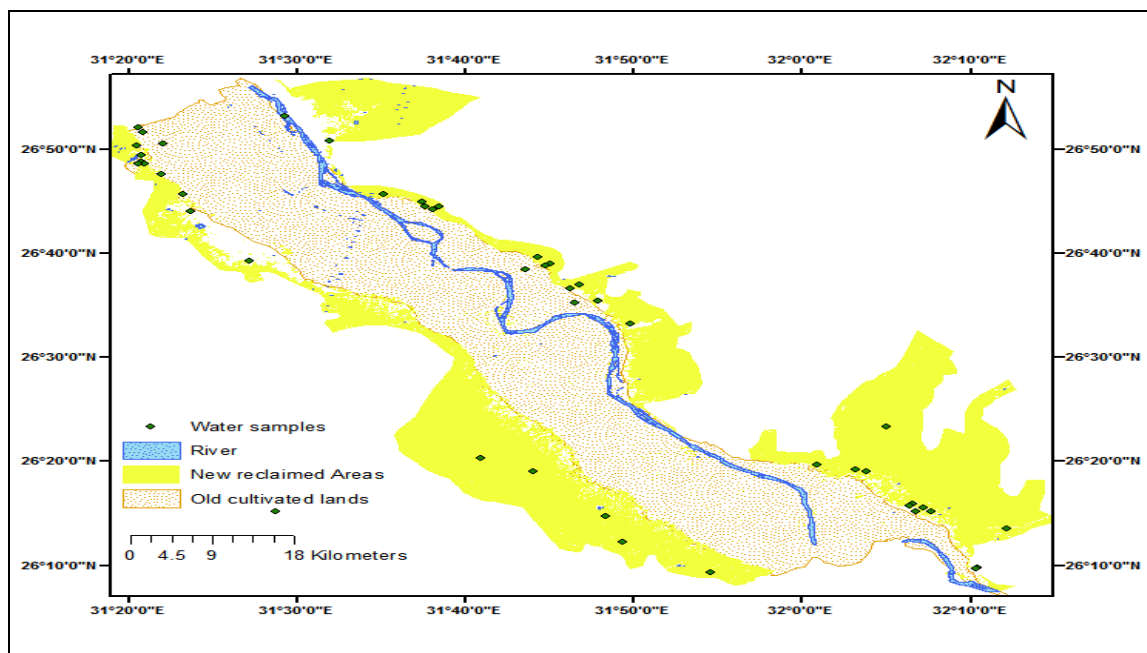 31°20'0"E 31°30'0"E 31°40'0"E 31°50'0"E 32°0'0"E 32°10'0"E
N
26°50'0"N 26°50'0"N
26°40'0"N 26°40'0"N
26°30'0"N 26°30'0"N
Water samples
River
26°20'0"N 26°20'0"N
New reclaimed Areas
Old cultivated lands
0 4.5 9 18 Kilometers
26°10'0"N 26°10'0"N
31°20'0"E 31°30'0"E 31°40'0"E 31°50'0"E 32°0'0"E 32°10'0"E